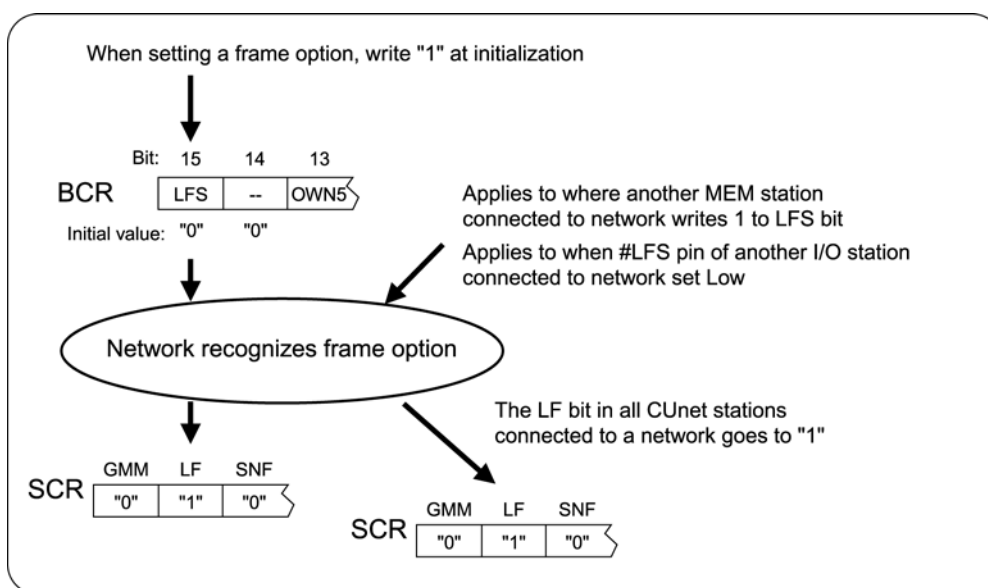 When setting a frame option, write "1" at initialization
Bit: 15 14 13
BCR LFS -- OWN5
Initial value: "0" "0"
Applies to where another MEM station
connected to network writes 1 to LFS bit
Applies to when #LFS pin of another I/O station
connected to network set Low
Network recognizes frame option
The LF bit in all CUnet stations
connected to a network goes to "1"
GMM LF SNF
SCR "0" "1" "0"
GMM LF SNF
SCR "0" "1" "0"